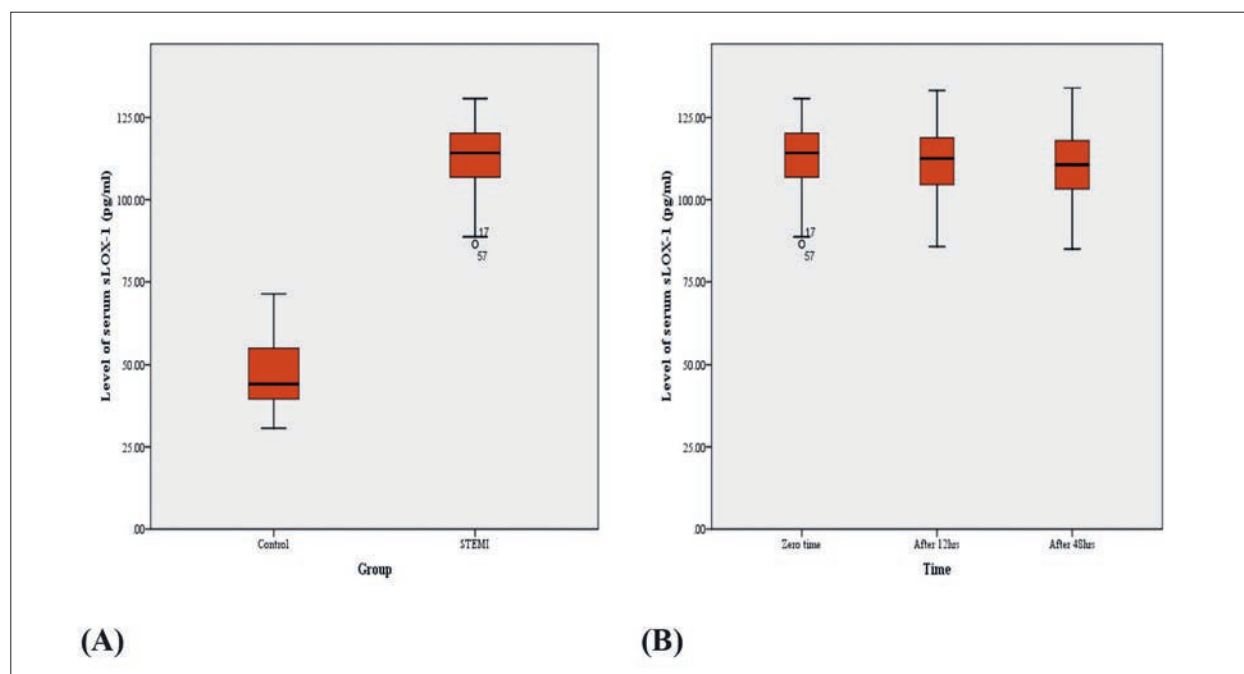 Level of serum sLOX-1 (pg/ml)
125.00
100.00
75.00
50.00
25.00
.00
17
57
Control
STEMI
Group
(A)
Level of serum sLOX-1 (pg/ml)
125.00
100.00
75.00
50.00
25.00
.00
17
57
Zero time
After 12hrs
After 48hrs
Time
(B)